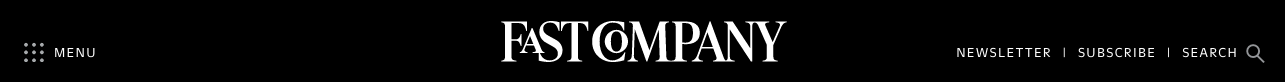 FAST COMPANY
MENU
NEWSLETTER | SUBSCRIBE | SEARCH